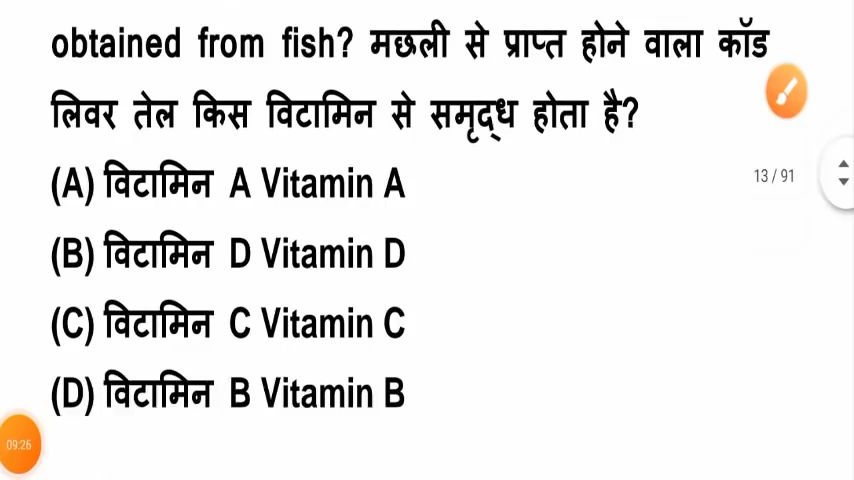 obtained from fish? मछली से प्राप्त होने वाला कॉड
लिवर तेल किस विटामिन से समृद्ध होता है?
(A) विटामिन A Vitamin A
13 / 91
(B) विटामिन D Vitamin D
(C) विटामिन C Vitamin C
(D) विटामिन B Vitamin B
09:26